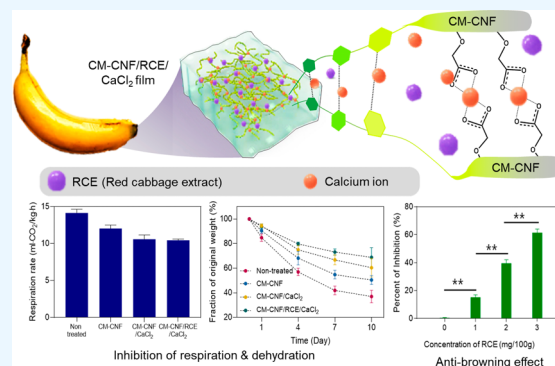 CM-CNF
CM-CNF/RCE/
CaCl₂ film
CM-CNF
RCE (Red cabbage extract)
Calcium ion
Respiration rate (ml CO₂/kg/h)
15
10
5
0
Non
treated
CM-CNF
CM-CNF
/CaCl₂
CM-CNF/RCE
/CaCl₂
Fraction of original weight (%)
100
80
60
40
20
Non-treated
CM-CNF
CM-CNF/CaCl₂
CM-CNF/RCE/CaCl₂
1
4
7
10
Time (Day)
Inhibition of respiration & dehydration
Percent of Inhibition (%)
80
60
40
20
0
**
**
**
0
1
2
3
Concentration of RCE (mg/100g)
Anti-browning effect
O
O
O
O
O
O